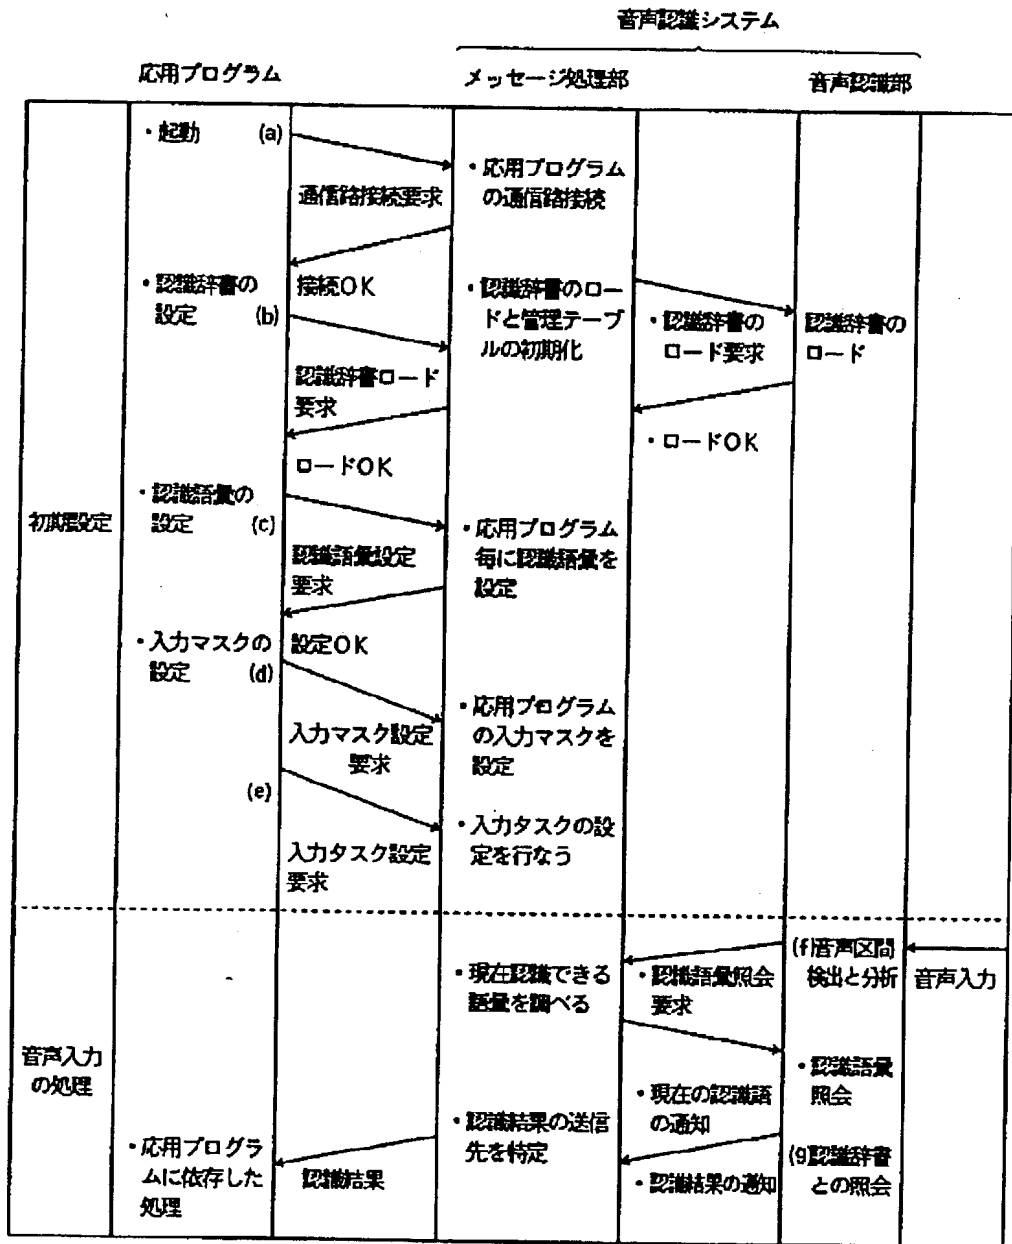 音声認識システム
応用プログラム
メッセージ処理部
音声認識部
・起動 (a)
通信路接続要求
・応用プログラム
の通信路接続
・認識辞書の
設定 (b)
接続OK
・認識辞書のロー
ドと管理テーブ
ルの初期化
・認識辞書の
ロード要求
認識辞書の
ロード
認識辞書ロード
要求
・ロードOK
ロードOK
初期設定
・認識語彙の
設定 (c)
認識語彙設定
要求
・応用プログラム
毎に認識語彙を
設定
・入力マスクの
設定 (d)
設定OK
入力マスク設定
要求
・応用プログラム
の入力マスクを
設定
(e)
入力タスク設定
要求
・入力タスクの設
定を行なう
音声入力
の処理
・現在認識できる
語彙を調べる
・認識語彙照会
要求
(f)音声区間
検出と分析
音声入力
・認識語彙
照会
・現在の認識語
の通知
・認識結果の送信
先を特定
(g)認識辞書
との照会
・認識結果の通知
認識結果
・応用プログラ
ムに依存した
処理